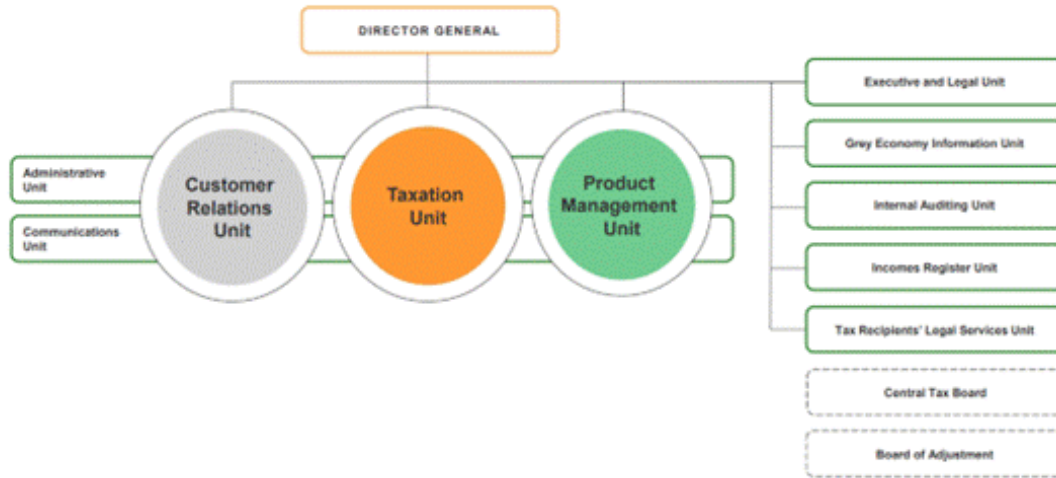 DIRECTOR GENERAL
Administrative
Unit
Communications
Unit
Customer
Relations
Unit
Taxation
Unit
Product
Management
Unit
Executive and Legal Unit
Grey Economy Information Unit
Internal Auditing Unit
Incomes Register Unit
Tax Recipients' Legal Services Unit
Central Tax Board
Board of Adjustment